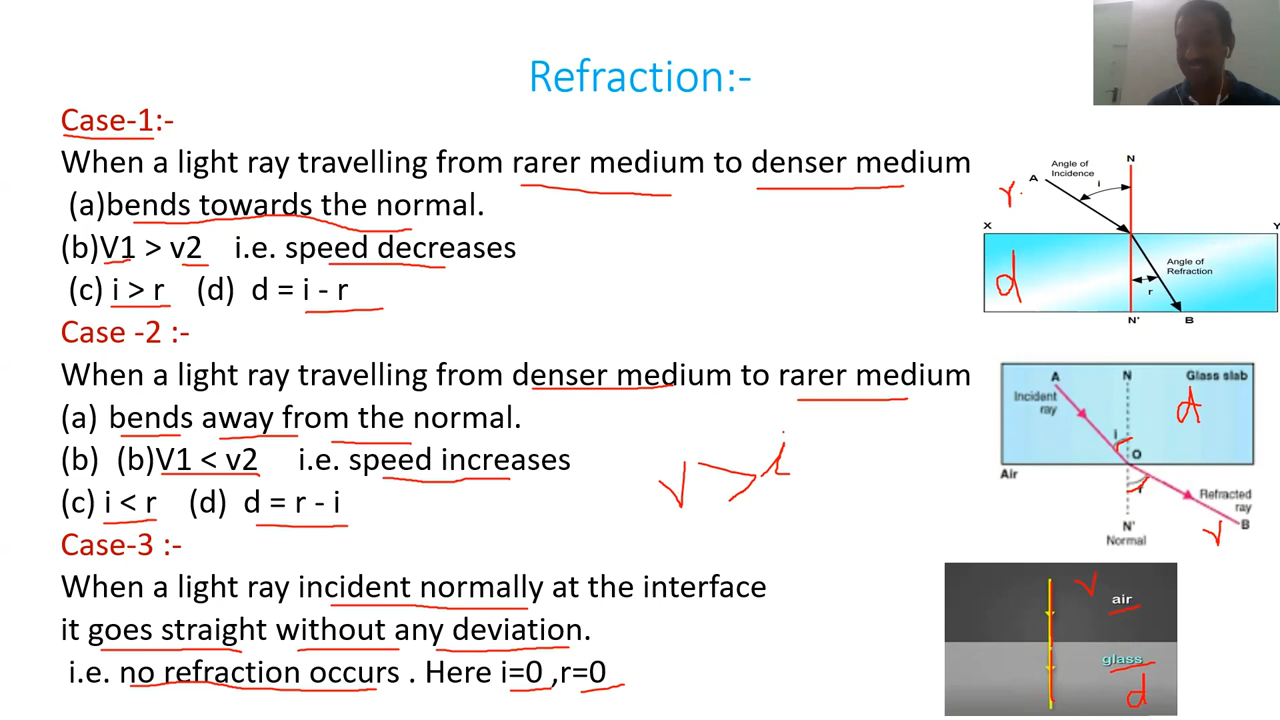 Refraction:-
Case-1:-
When a light ray travelling from rarer medium to denser medium
(a)bends towards the normal.
(b)V1 > v2 i.e. speed decreases
(c) i > r (d) d = i - r
Case -2 :-
When a light ray travelling from denser medium to rarer medium
(a) bends away from the normal.
(b) (b)V1 < v2 i.e. speed increases
(c) i < r (d) d = r - i
Case-3 :-
When a light ray incident normally at the interface
it goes straight without any deviation.
i.e. no refraction occurs . Here i=0 ,r=0
r > i
N
Angle of
Incidence
A
i
r.
X
Y
d
Angle of
Refraction
r
N'
B
A
N
Glass slab
Incident
ray
d
i
O
Air
r
Refracted
ray
B
N'
Normal
r
r
air
glass
d